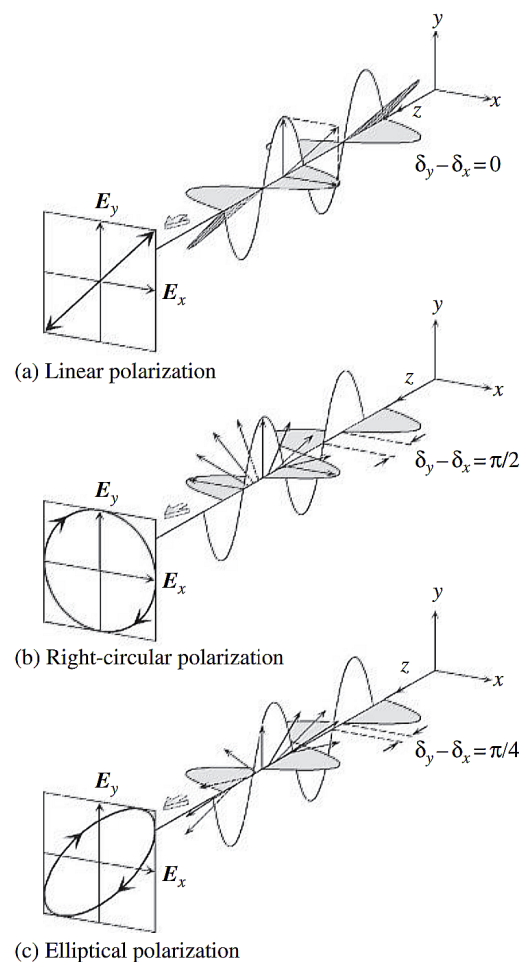 y
x
z
δy – δx = 0
Ey
Ex
(a) Linear polarization
y
z
x
δy – δx = π/2
Ey
Ex
(b) Right-circular polarization
y
z
x
δy – δx = π/4
Ey
Ex
(c) Elliptical polarization